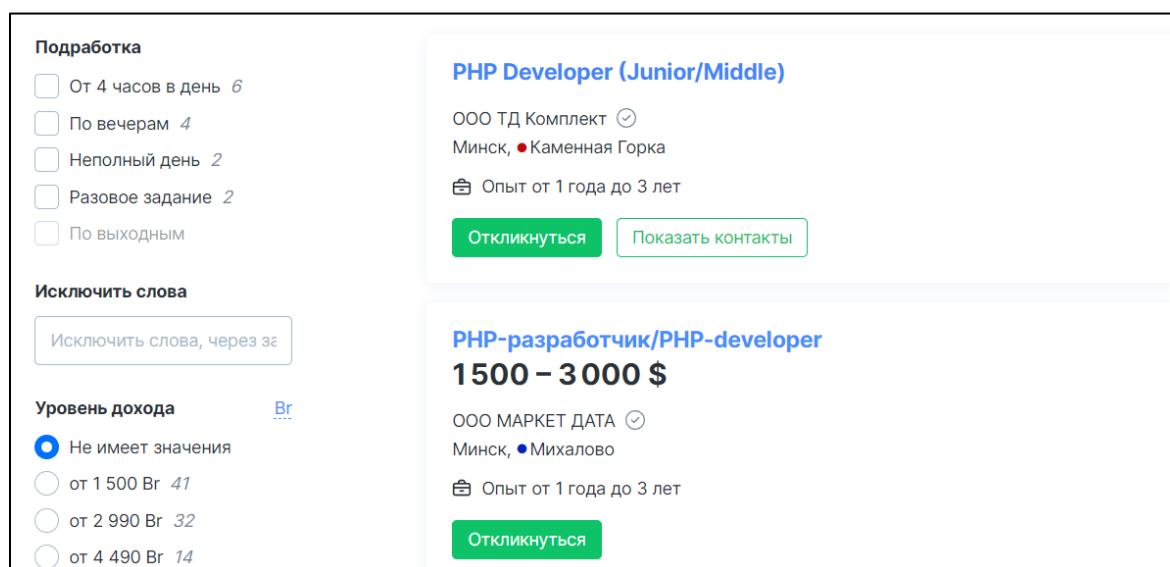 Подработка
От 4 часов в день 6
По вечерам 4
Неполный день 2
Разовое задание 2
По выходным
Исключить слова
Исключить слова, через
Уровень дохода Br
Не имеет значения
от 1 500 Br 41
от 2 990 Br 32
от 4 490 Br 14
PHP Developer (Junior/Middle)
ООО ТД Комплект
Минск, Каменная Горка
Опыт от 1 года до 3 лет
Откликнуться Показать контакты
PHP-разработчик/PHP-developer
1 500 – 3 000 $
ООО МАРКЕТ ДАТА
Минск, Михалово
Опыт от 1 года до 3 лет
Откликнуться